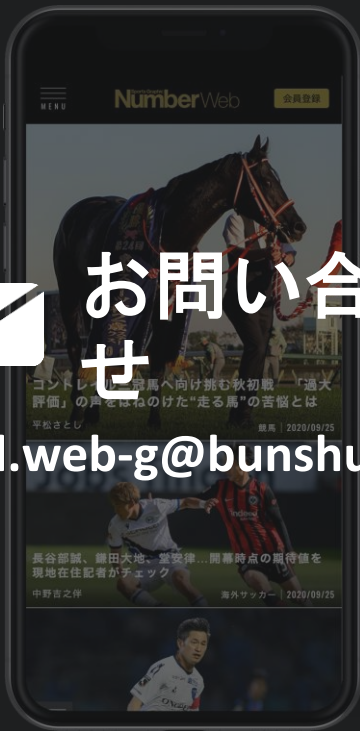 NumberWeb
会員登録
MENU
お問い合
せ
コントレイル三冠馬へ向け挑む秋初戦 「過大
評価」の声をはねのけた“走る馬”の苦悩とは
平松さとし
競馬 | 2020/09/25
l.web-g@bunshu
長谷部誠、鎌田大地、堂安律…開幕時点の期待値を
現地在住記者がチェック
中野吉之伴
海外サッカー | 2020/09/25